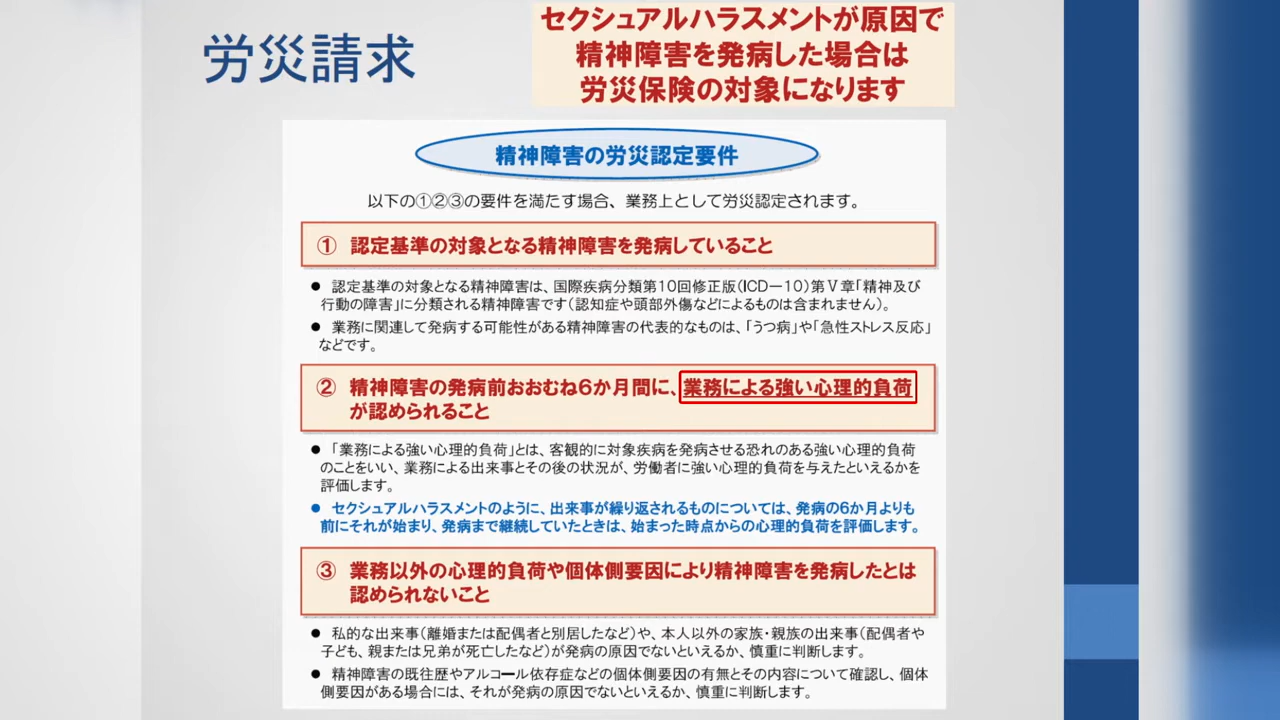 労災請求
セクシュアルハラスメントが原因で
精神障害を発病した場合は
労災保険の対象になります
精神障害の労災認定要件
以下の①②③の要件を満たす場合、業務上として労災認定されます。
① 認定基準の対象となる精神障害を発病していること
● 認定基準の対象となる精神障害は、国際疾病分類第10回修正版(ICDー10)第Ⅴ章「精神及び
行動の障害」に分類される精神障害です(認知症や頭部外傷などによるものは含まれません)。
● 業務に関連して発病する可能性がある精神障害の代表的なものは、「うつ病」や「急性ストレス反応」
などです。
② 精神障害の発病前おおむね6か月間に、業務による強い心理的負荷
が認められること
● 「業務による強い心理的負荷」とは、客観的に対象疾病を発病させる恐れのある強い心理的負荷
のことをいい、業務による出来事とその後の状況が、労働者に強い心理的負荷を与えたといえるかを
評価します。
● セクシュアルハラスメントのように、出来事が繰り返されるものについては、発病の6か月よりも
前にそれが始まり、発病まで継続していたときは、始まった時点からの心理的負荷を評価します。
③ 業務以外の心理的負荷や個体側要因により精神障害を発病したとは
認められないこと
● 私的な出来事(離婚または配偶者と別居したなど)や、本人以外の家族・親族の出来事(配偶者や
子ども、親または兄弟が死亡したなど)が発病の原因でないといえるか、慎重に判断します。
● 精神障害の既往歴やアルコール依存症などの個体側要因の有無とその内容について確認し、個体
側要因がある場合には、それが発病の原因でないといえるか、慎重に判断します。